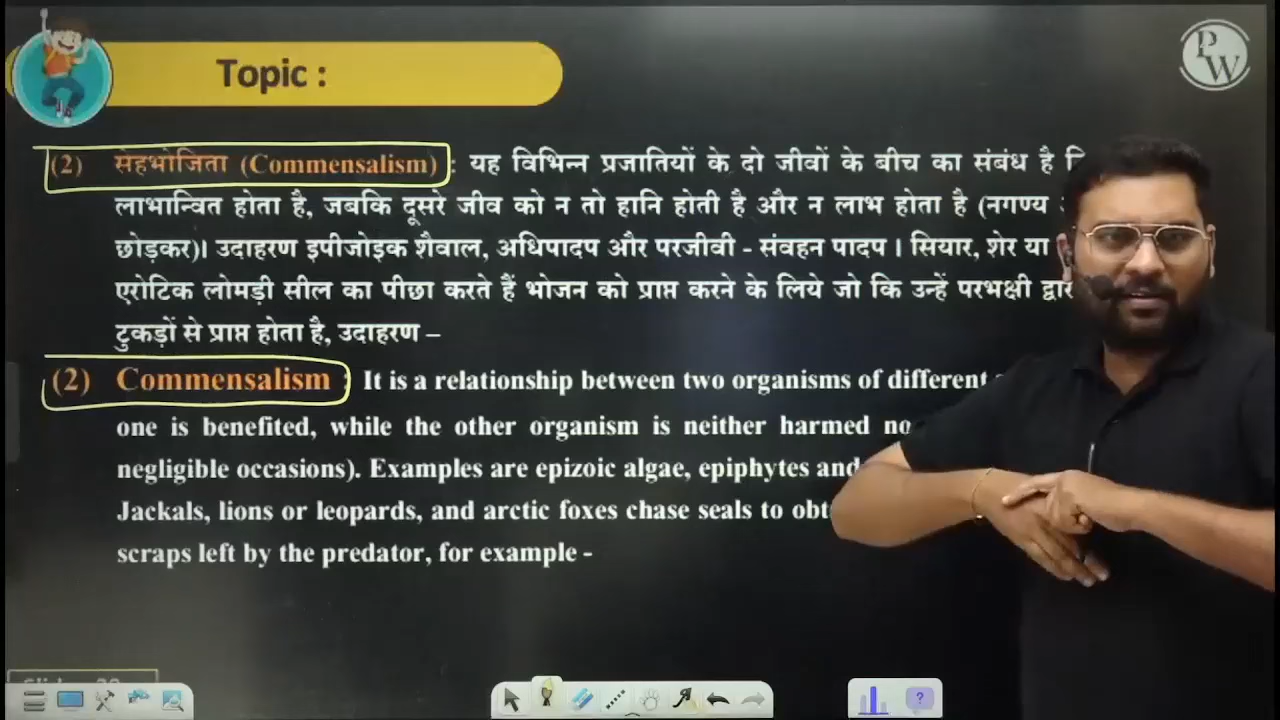 Topic :
PW
(2) सहभोजिता (Commensalism) : यह विभिन्न प्रजातियों के दो जीवों के बीच का संबंध है
लाभान्वित होता है, जबकि दूसरे जीव को न तो हानि होती है और न लाभ होता है (नगण्य
छोड़कर)। उदाहरण इपीजोइक शैवाल, अधिपादप और परजीवी - संवहन पादप । सियार, शेर या
एरोटिक लोमड़ी सील का पीछा करते हैं भोजन को प्राप्त करने के लिये जो कि उन्हें परभक्षी
टुकड़ों से प्राप्त होता है, उदाहरण –
(2) Commensalism : It is a relationship between two organisms of different
one is benefited, while the other organism is neither harmed
negligible occasions). Examples are epizoic algae, epiphytes and
Jackals, lions or leopards, and arctic foxes chase seals to
scraps left by the predator, for example -